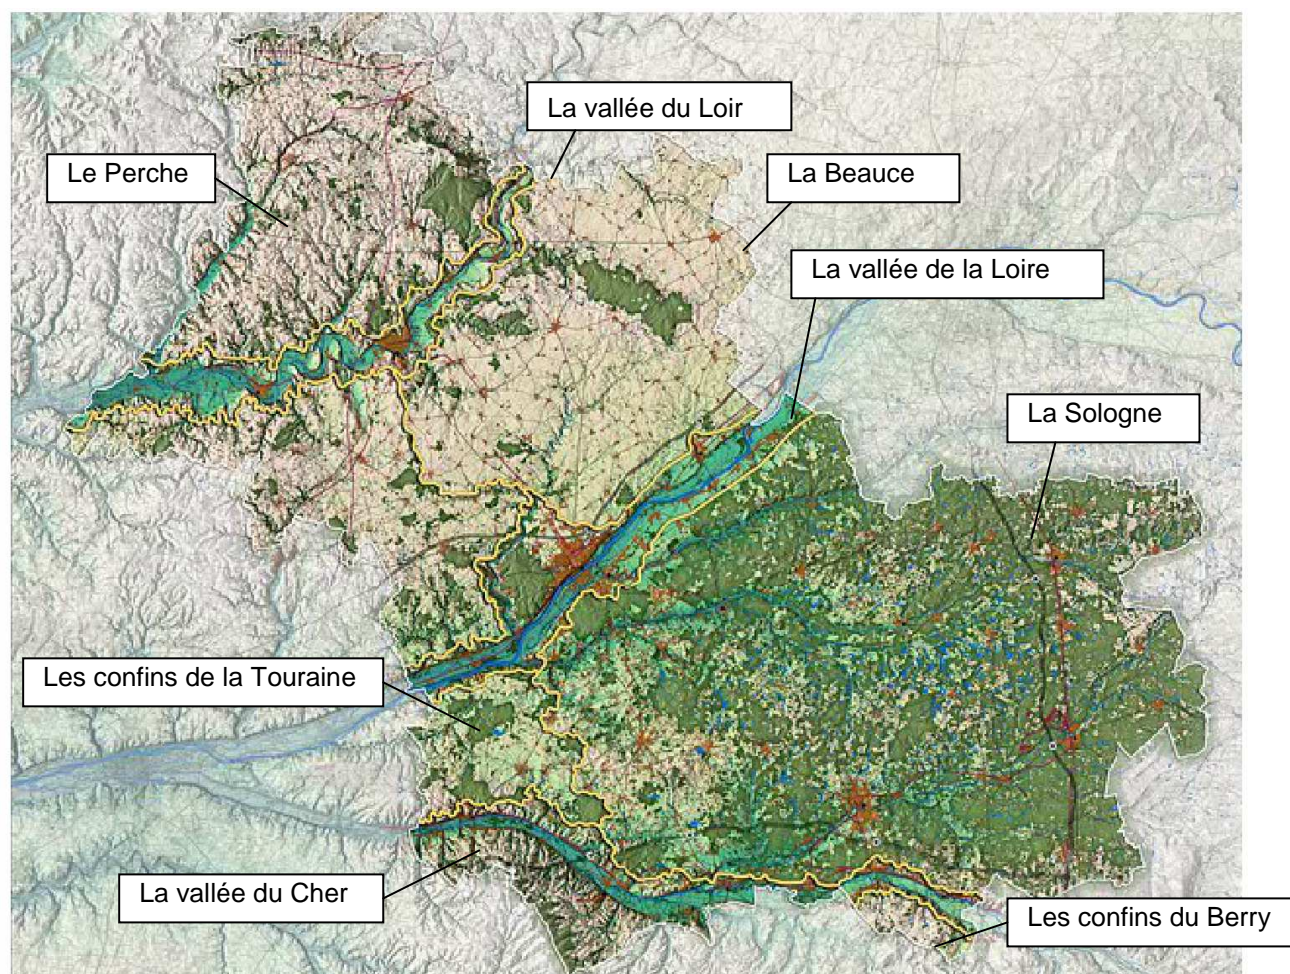 La vallée du Loir
Le Perche
La Beauce
La vallée de la Loire
La Sologne
Les confins de la Touraine
La vallée du Cher
Les confins du Berry